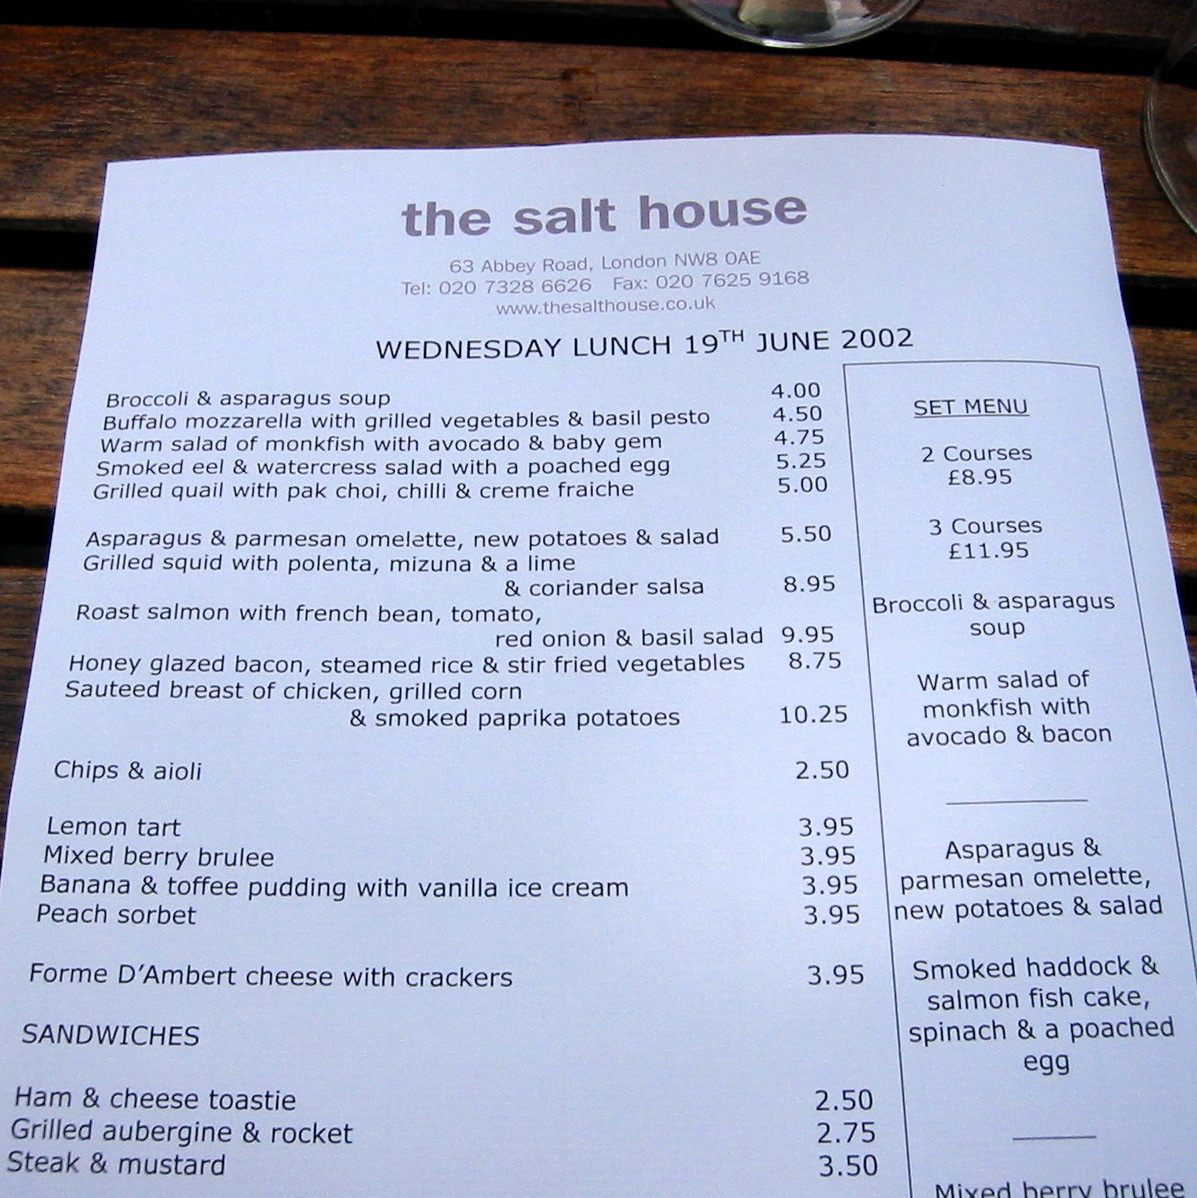 the salt house
63 Abbey Road, London NW8 0AE
Tel: 020 7328 6626 Fax: 020 7625 9168
www.thesalthouse.co.uk
WEDNESDAY LUNCH 19TH JUNE 2002
Broccoli & asparagus soup 4.00
Buffalo mozzarella with grilled vegetables & basil pesto 4.50
Warm salad of monkfish with avocado & baby gem 4.75
Smoked eel & watercress salad with a poached egg 5.25
Grilled quail with pak choi, chilli & creme fraiche 5.00
Asparagus & parmesan omelette, new potatoes & salad 5.50
Grilled squid with polenta, mizuna & a lime
& coriander salsa 8.95
Roast salmon with french bean, tomato,
red onion & basil salad 9.95
Honey glazed bacon, steamed rice & stir fried vegetables 8.75
Sauteed breast of chicken, grilled corn
& smoked paprika potatoes 10.25
Chips & aioli 2.50
Lemon tart 3.95
Mixed berry brulee 3.95
Banana & toffee pudding with vanilla ice cream 3.95
Peach sorbet 3.95
Forme D'Ambert cheese with crackers 3.95
SANDWICHES
Ham & cheese toastie 2.50
Grilled aubergine & rocket 2.75
Steak & mustard 3.50
SET MENU
2 Courses
£8.95
3 Courses
£11.95
Broccoli & asparagus
soup
Warm salad of
monkfish with
avocado & bacon
Asparagus &
parmesan omelette,
new potatoes & salad
Smoked haddock &
salmon fish cake,
spinach & a poached
egg
Mixed berry brulee